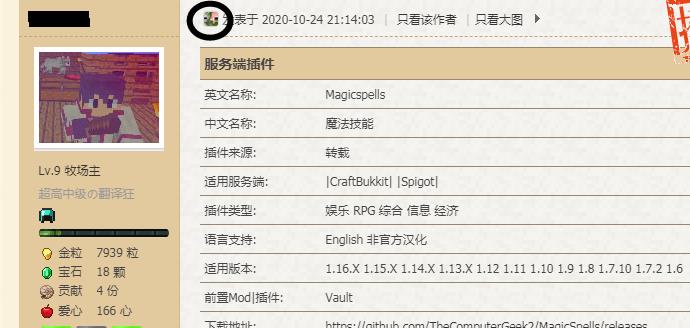 发表于 2020-10-24 21:14:03 | 只看该作者 | 只看大图
服务端插件
英文名称: Magicspells
中文名称: 魔法技能
插件来源: 转载
适用服务端: |CraftBukkit| |Spigot|
插件类型: 娱乐 RPG 综合 信息 经济
语言支持: English 非官方汉化
适用版本: 1.16.X 1.15.X 1.14.X 1.13.X 1.12 1.11 1.10 1.9 1.8 1.7.10 1.7.2 1.6
前置Mod|插件: Vault
下载地址: https://github.com/TheComputerGeek2/MagicSpells/releases
Lv.9 牧场主
超高中级の翻译狂
金粒 7939 粒
宝石 18 颗
贡献 4 份
爱心 166 心